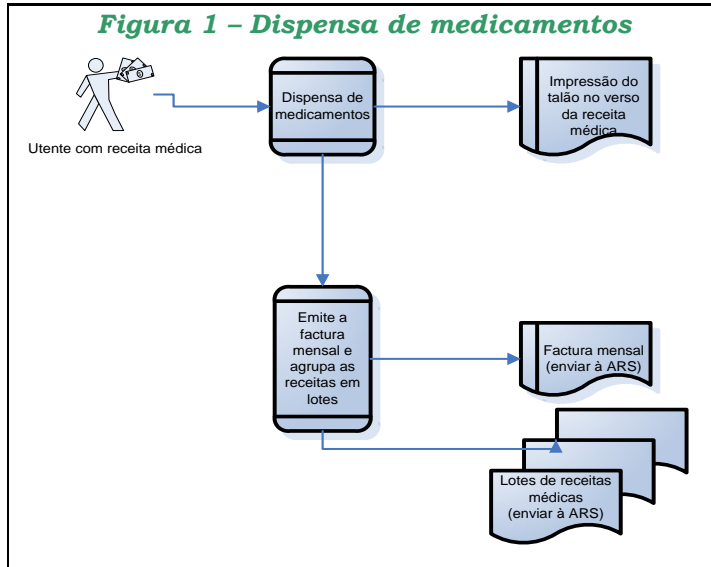 Figura 1 – Dispensa de medicamentos
Utente com receita médica
Dispensa de
medicamentos
Impressão do
talão no verso
da receita
médica
Emite a
factura
mensal e
agrupa as
receitas em
lotes
Factura mensal
(enviar à ARS)
Lotes de receitas
médicas
(enviar à ARS)